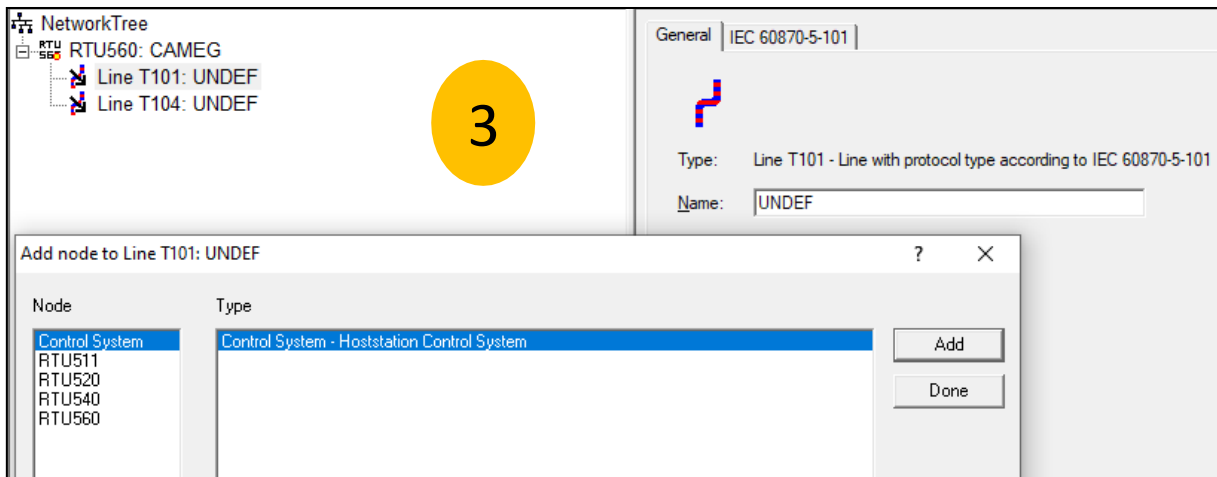 NetworkTree
RTU560: CAMEG
Line T101: UNDEF
Line T104: UNDEF
3
General
IEC 60870-5-101
Type: Line T101 - Line with protocol type according to IEC 60870-5-101
Name: UNDEF
Add node to Line T101: UNDEF
?
Node Type
Control System Control System - Hoststation Control System
RTU511
RTU520
RTU540
RTU560
Add
Done